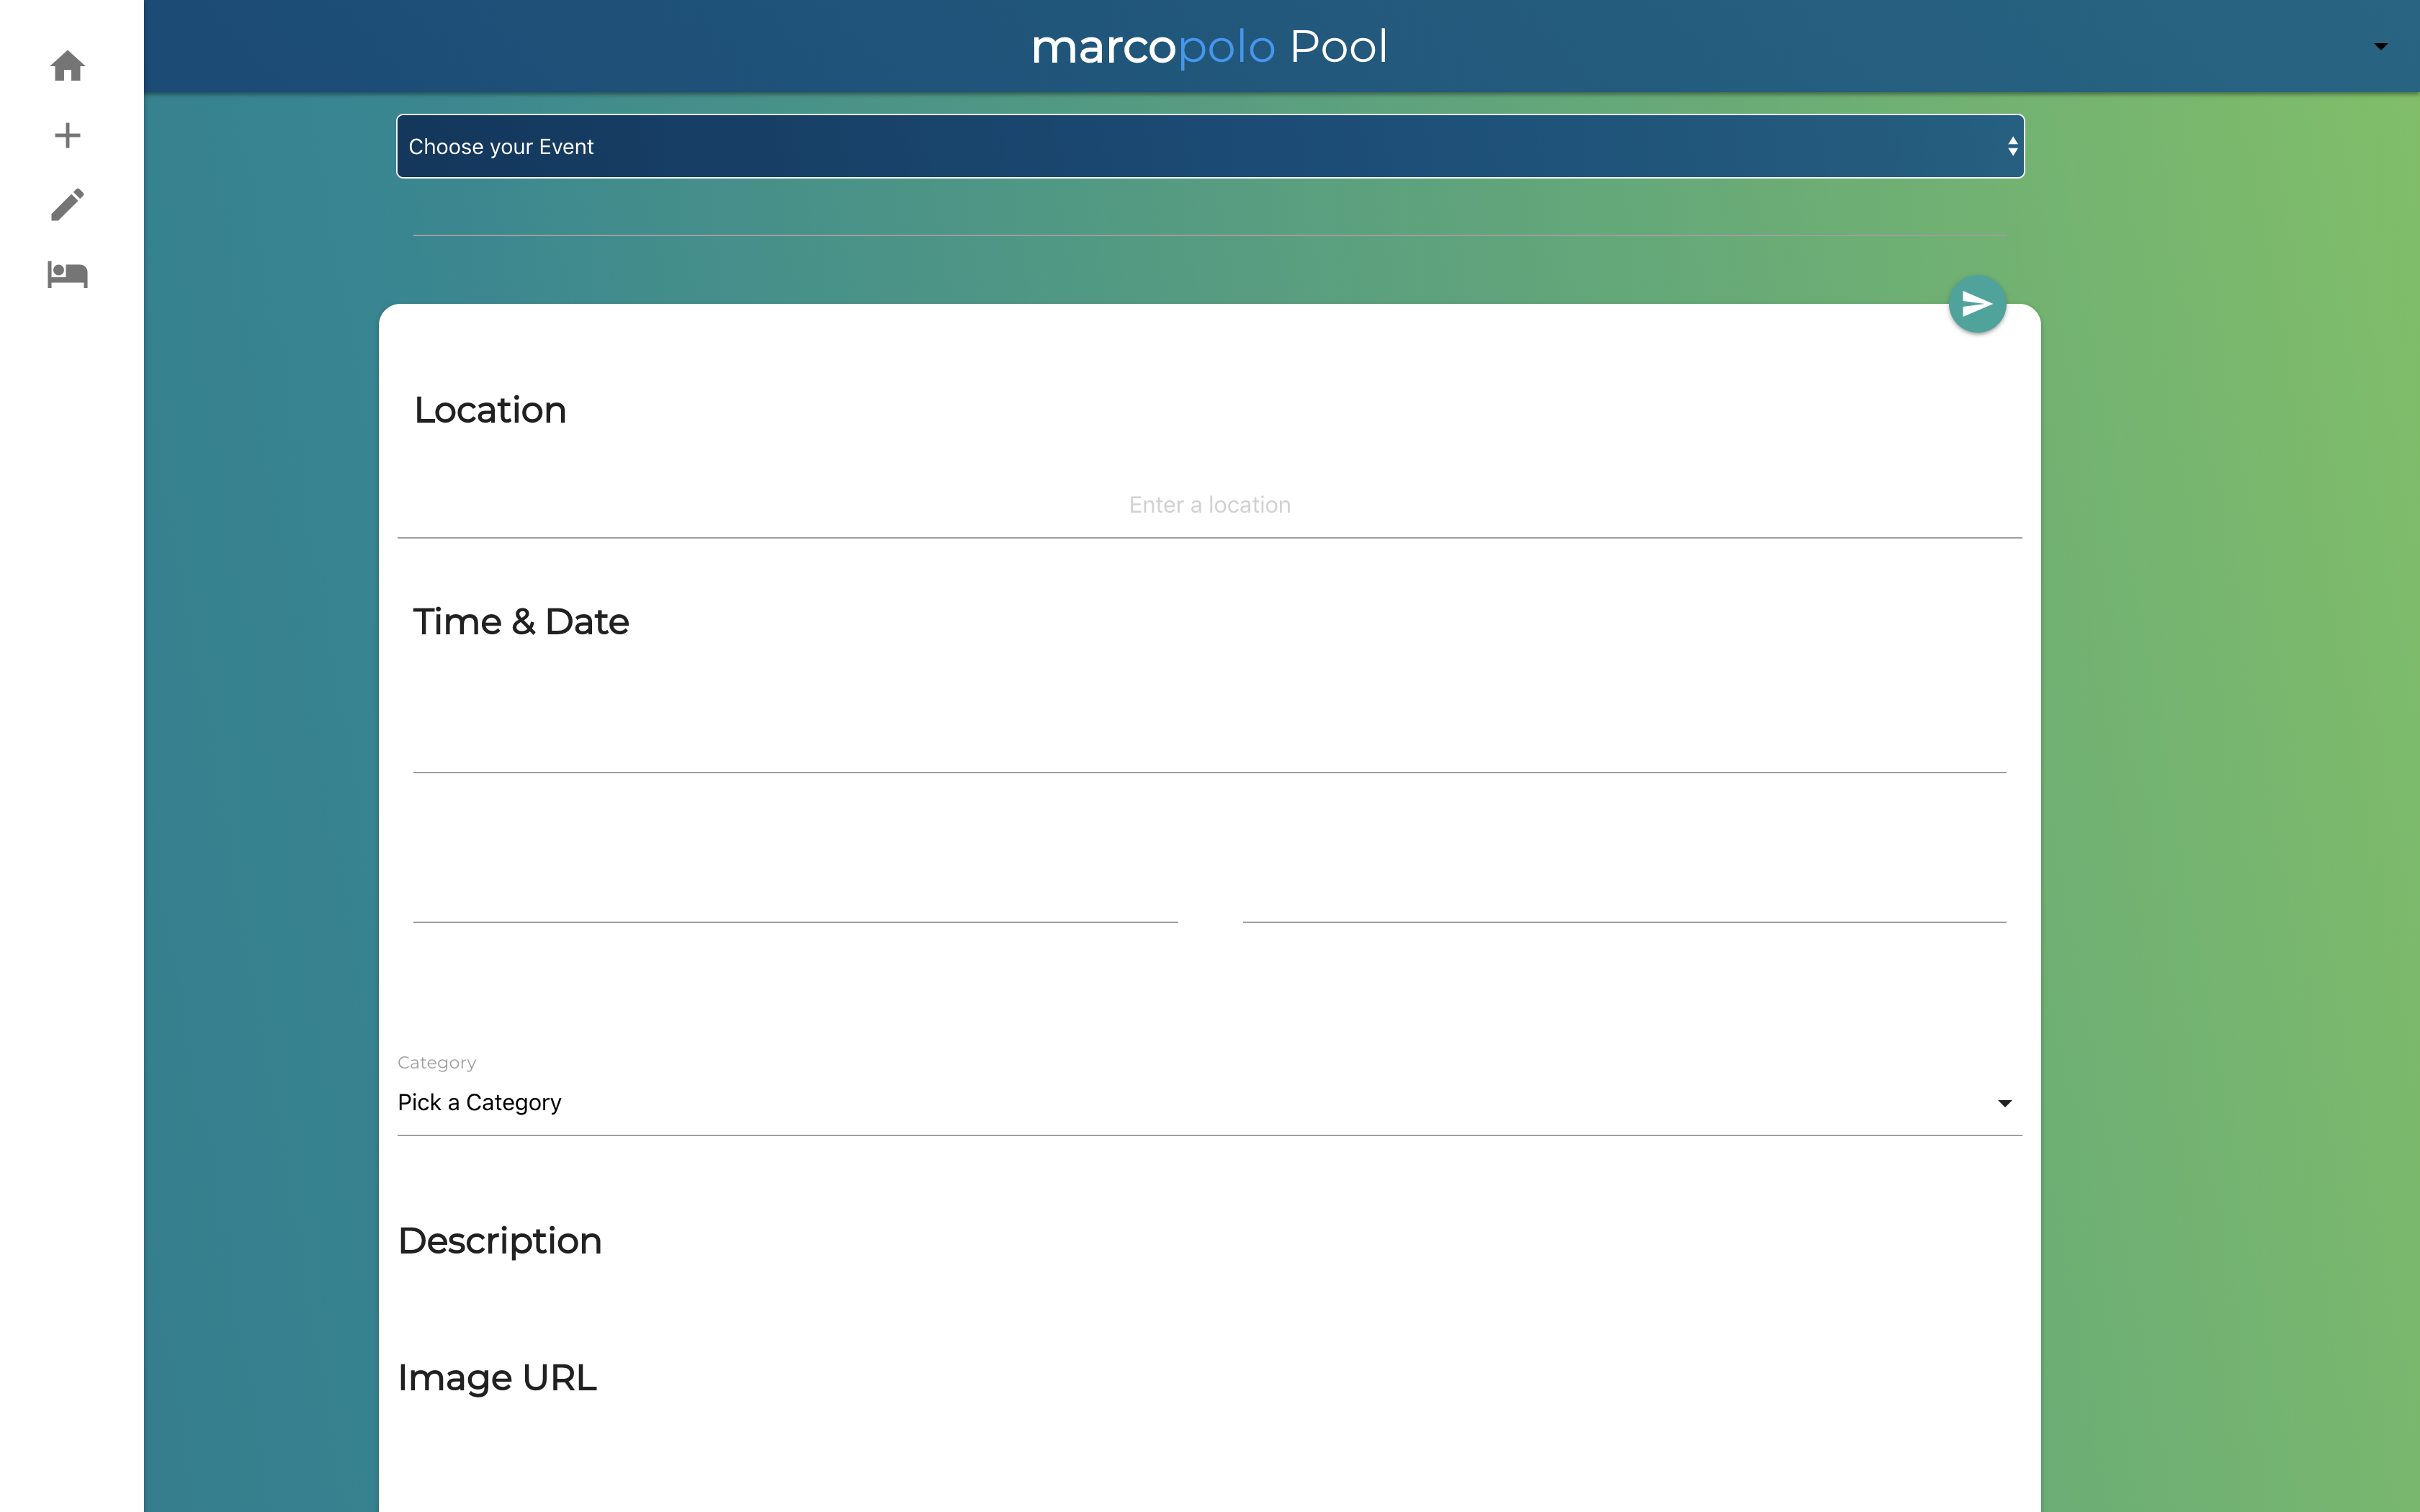 marcopolo Pool
Choose your Event
Location
Enter a location
Time & Date
Category
Pick a Category
Description
Image URL